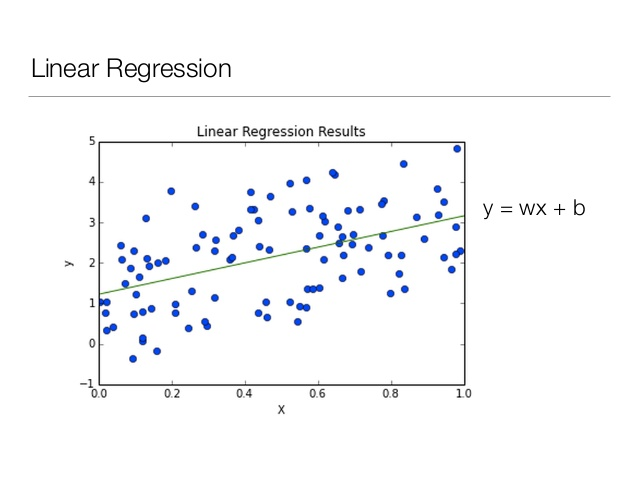 Linear Regression
Linear Regression Results
y = wx + b
5
4
3
2
1
0
−1
y
0.0 0.2 0.4 0.6 0.8 1.0
X